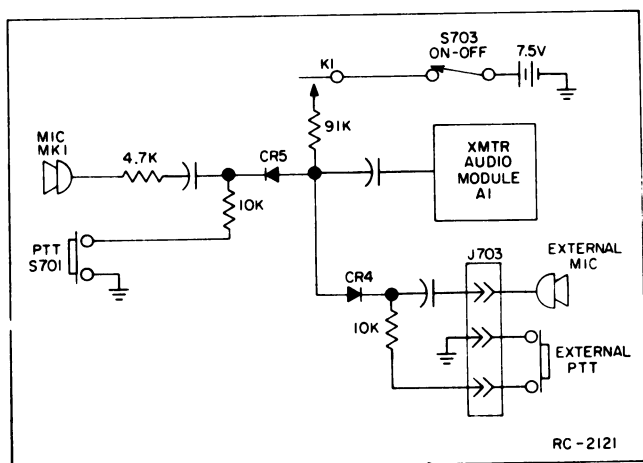 S703
ON-OFF
7.5V
K1
91K
MIC
MK1
4.7K
CR5
XMTR
AUDIO
MODULE
A1
10K
PTT
S701
J703
EXTERNAL
MIC
CR4
10K
EXTERNAL
PTT
RC-2121